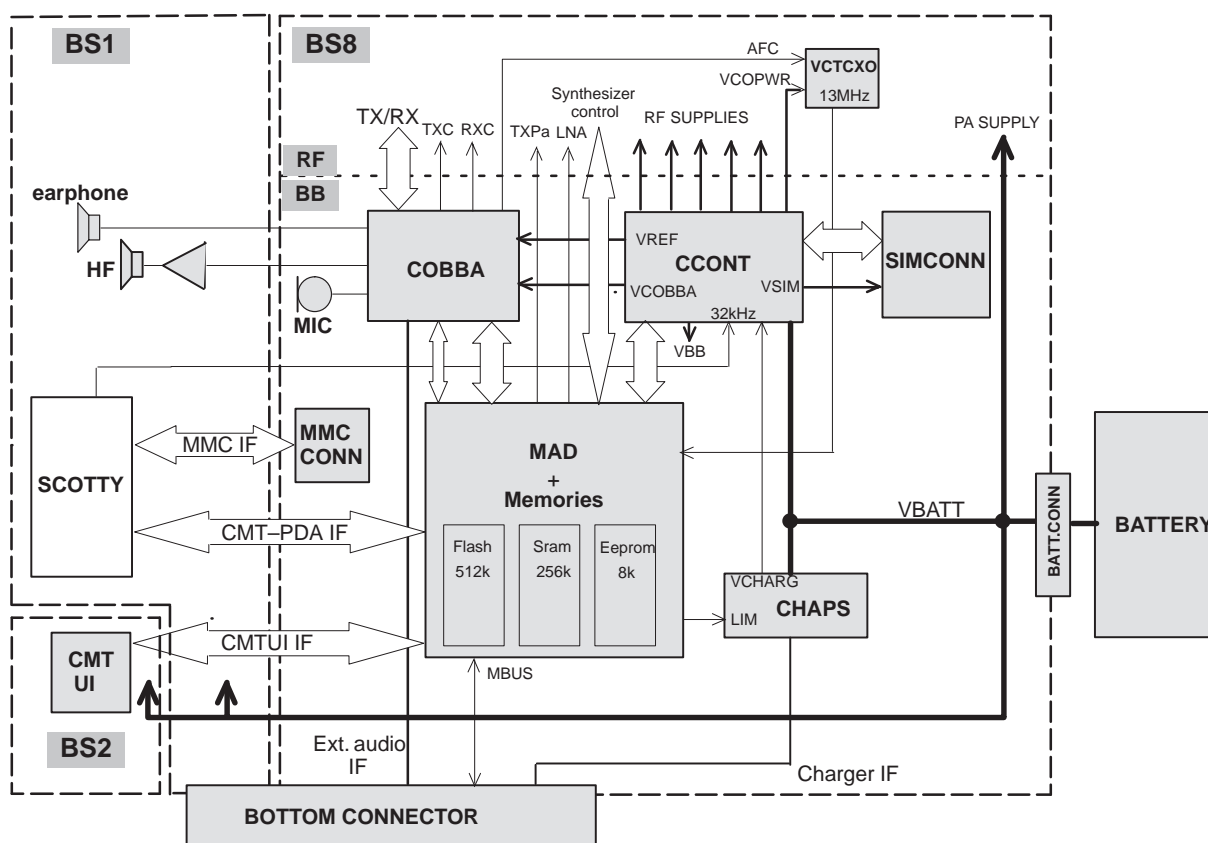 BS1
BS8
AFC
VCTCXO
VCOPWR
13MHz
Synthesizer
control
TX/RX
TXC
RXC
TXPa
LNA
RF SUPPLIES
PA SUPPLY
RF
BB
earphone
HF
MIC
COBBA
VREF
CCONT
VCOBBA
VSIM
32kHz
SIMCONN
VBB
SCOTTY
MMC IF
MMC
CONN
MAD
+
Memories
CMT–PDA IF
Flash
512k
Sram
256k
Eeprom
8k
VBATT
BATT.CONN
BATTERY
VCHARG
CHAPS
LIM
CMT
UI
CMTUI IF
MBUS
BS2
Ext. audio
IF
Charger IF
BOTTOM CONNECTOR